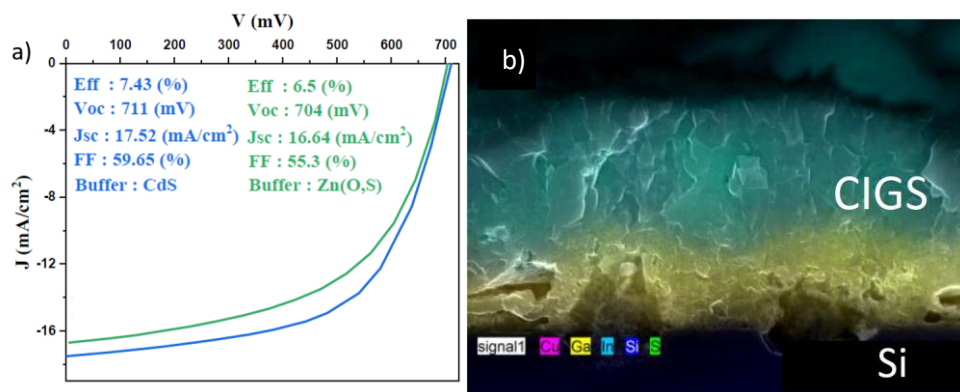 a)
V (mV)
0 100 200 300 400 500 600 700
0
-4
-8
-12
-16
J (mA/cm²)
Eff : 7.43 (%)
Voc : 711 (mV)
Jsc : 17.52 (mA/cm²)
FF : 59.65 (%)
Buffer : CdS
Eff : 6.5 (%)
Voc : 704 (mV)
Jsc : 16.64 (mA/cm²)
FF : 55.3 (%)
Buffer : Zn(O,S)
b)
CIGS
signal1 Cu Ga In Si S
Si